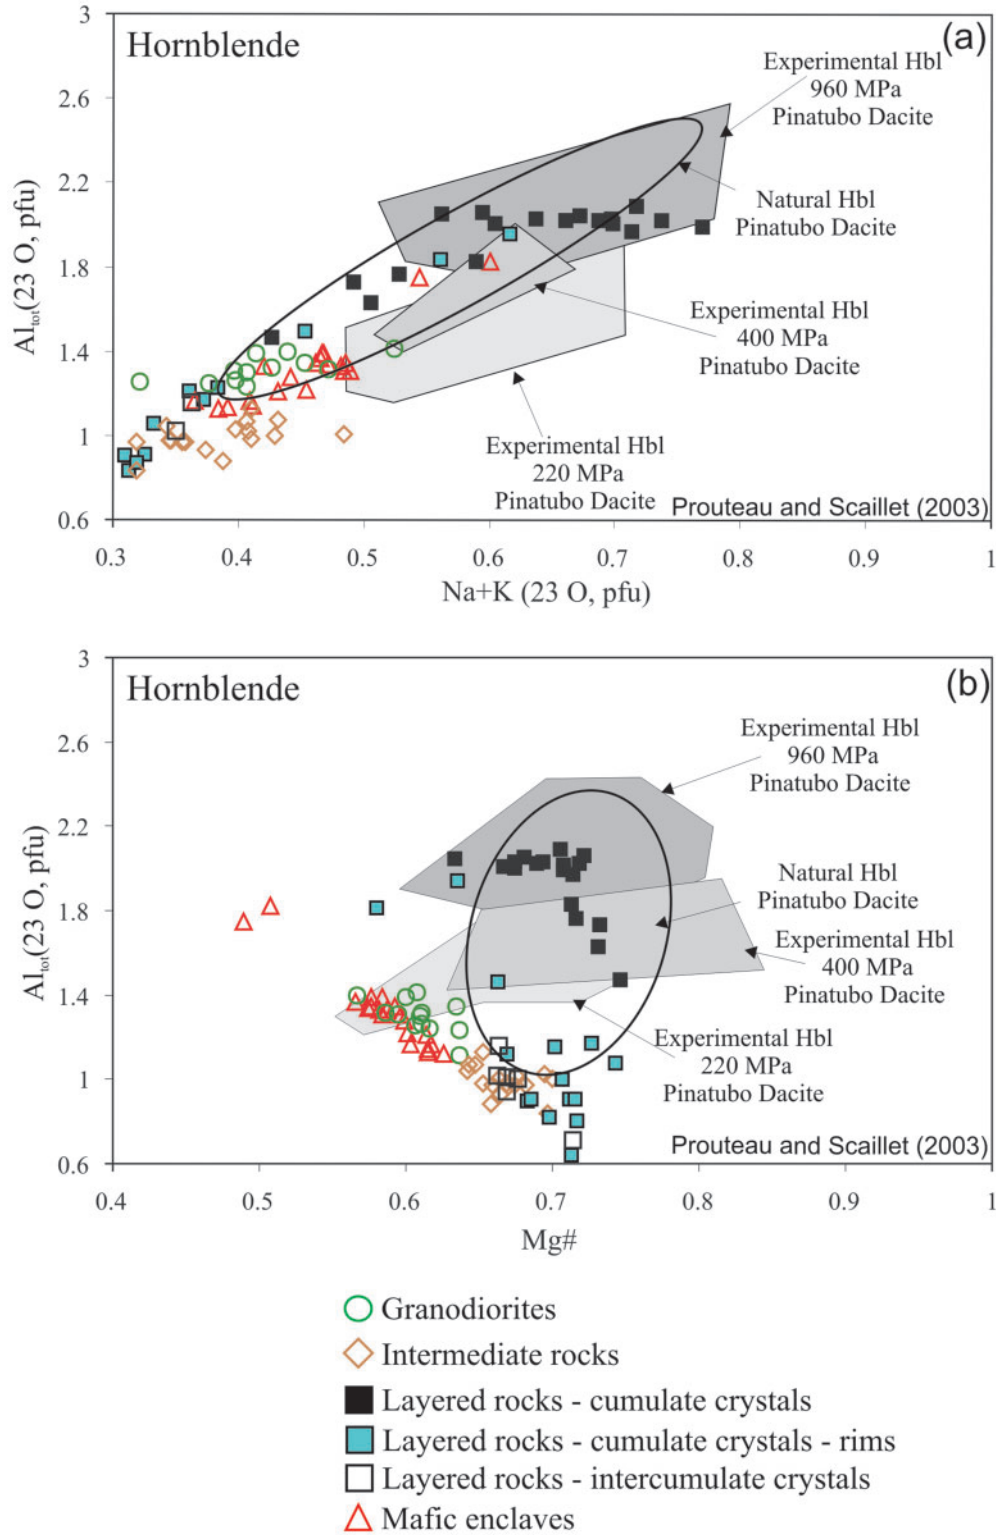 Hornblende
(a)
Experimental Hbl
960 MPa
Pinatubo Dacite
Natural Hbl
Pinatubo Dacite
Experimental Hbl
400 MPa
Pinatubo Dacite
Experimental Hbl
220 MPa
Pinatubo Dacite
Prouteau and Scaillet (2003)
3
2.6
2.2
1.8
1.4
1
0.6
Altot(23 O, pfu)
0.3 0.4 0.5 0.6 0.7 0.8 0.9 1
Na+K (23 O, pfu)
Hornblende
(b)
Experimental Hbl
960 MPa
Pinatubo Dacite
Natural Hbl
Pinatubo Dacite
Experimental Hbl
400 MPa
Pinatubo Dacite
Experimental Hbl
220 MPa
Pinatubo Dacite
Prouteau and Scaillet (2003)
3
2.6
2.2
1.8
1.4
1
0.6
Altot(23 O, pfu)
0.4 0.5 0.6 0.7 0.8 0.9 1
Mg#
Granodiorites
Intermediate rocks
Layered rocks - cumulate crystals
Layered rocks - cumulate crystals - rims
Layered rocks - intercumulate crystals
Mafic enclaves